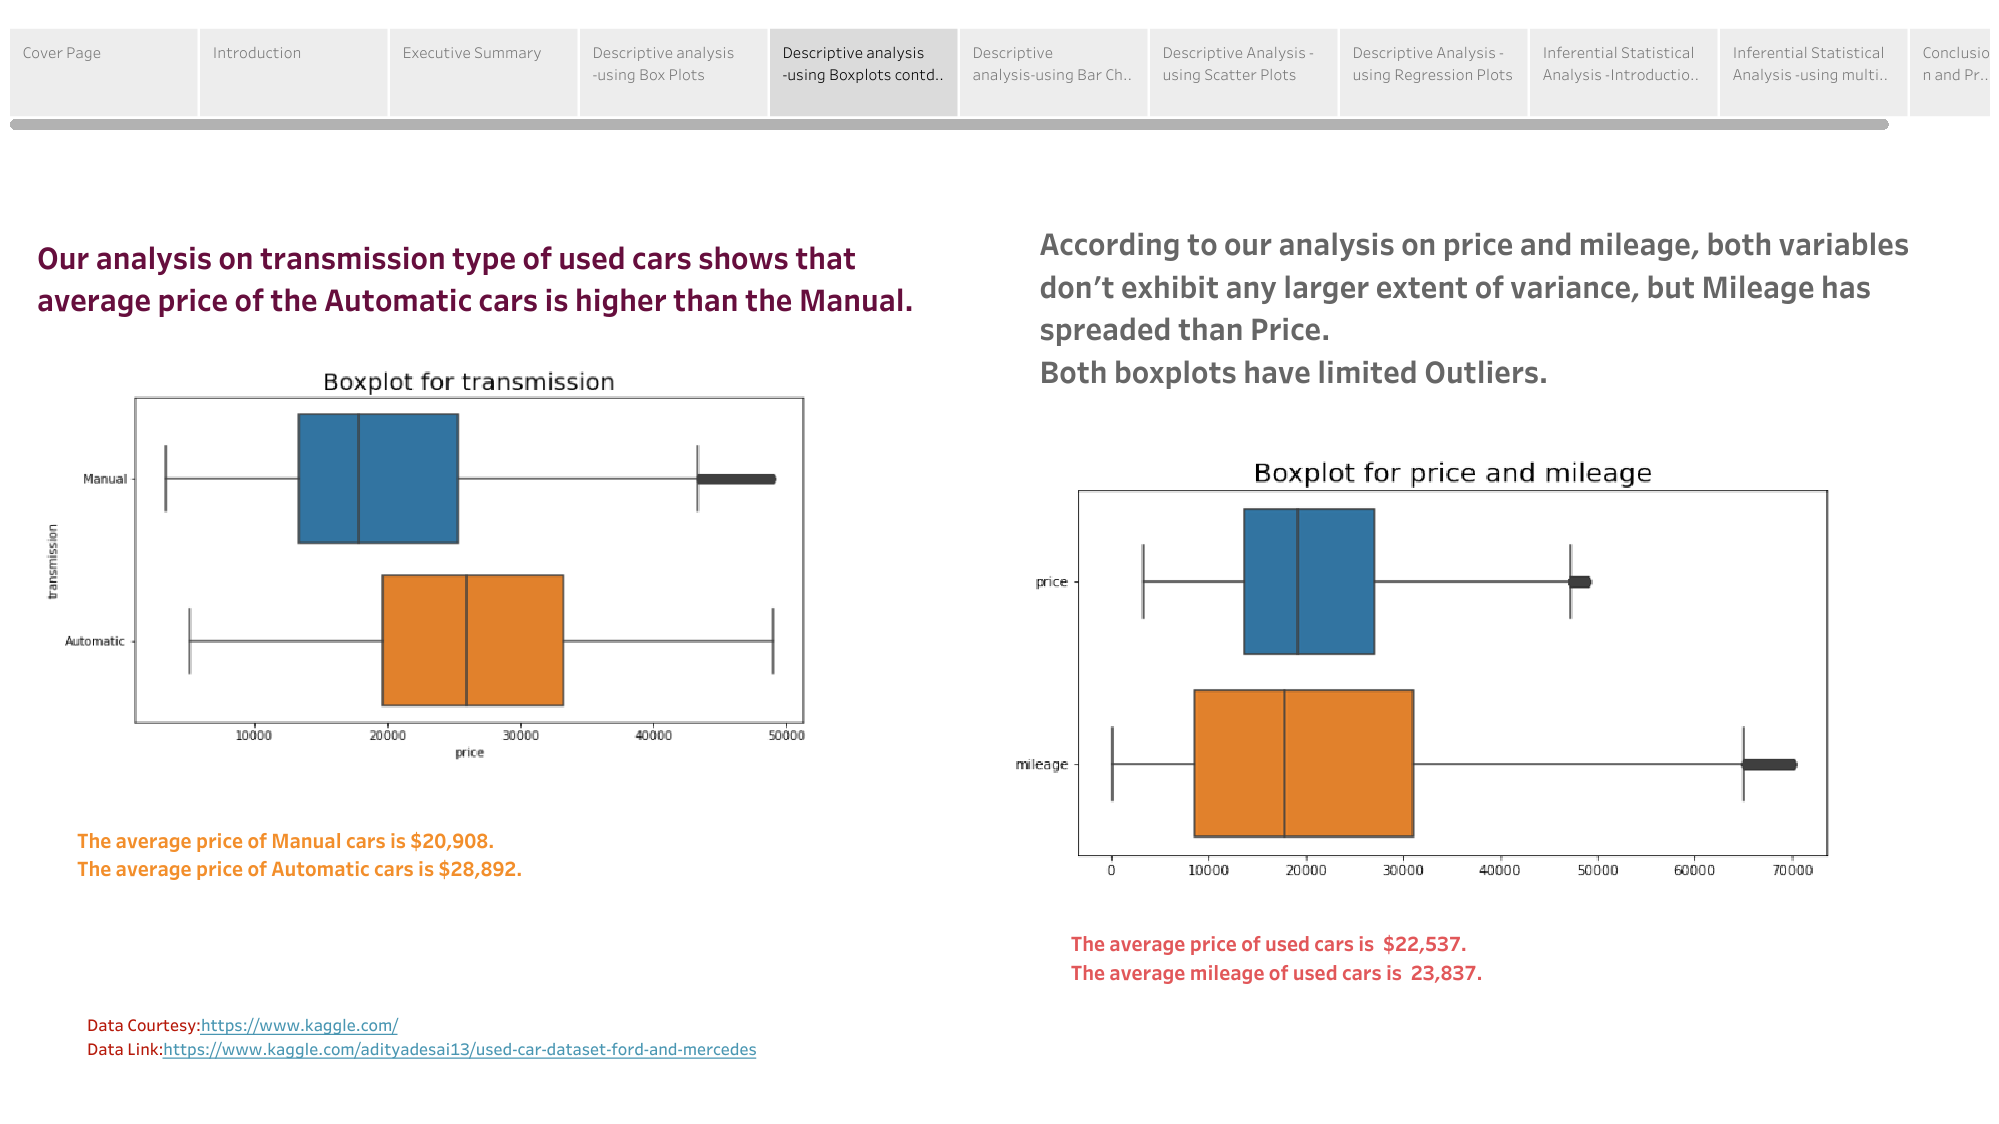 Cover Page
Introduction
Executive Summary
Descriptive analysis
-using Box Plots
Descriptive analysis
-using Boxplots contd..
Descriptive
analysis-using Bar Ch..
Descriptive Analysis -
using Scatter Plots
Descriptive Analysis -
using Regression Plots
Inferential Statistical
Analysis -Introductio..
Inferential Statistical
Analysis -using multi..
Conclusio
n and Pr..
Our analysis on transmission type of used cars shows that
average price of the Automatic cars is higher than the Manual.
Boxplot for transmission
Manual
Automatic
transmission
10000 20000 30000 40000 50000
price
The average price of Manual cars is $20,908.
The average price of Automatic cars is $28,892.
According to our analysis on price and mileage, both variables
don’t exhibit any larger extent of variance, but Mileage has
spreaded than Price.
Both boxplots have limited Outliers.
Boxplot for price and mileage
price
mileage
0 10000 20000 30000 40000 50000 60000 70000
The average price of used cars is  $22,537.
The average mileage of used cars is  23,837.
Data Courtesy:https://www.kaggle.com/
Data Link:https://www.kaggle.com/adityadesai13/used-car-dataset-ford-and-mercedes